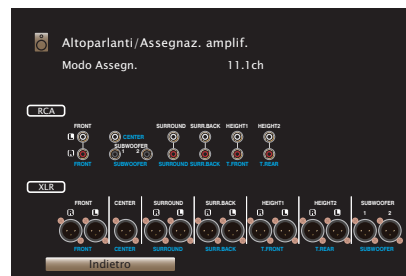 Altoparlanti/Assegnaz. amplif.
Modo Assegn. 11.1ch
RCA
FRONT SURROUND SURR.BACK HEIGHT1 HEIGHT2
L CENTER
SUBWOOFER
R 1 2
FRONT SUBWOOFER SURROUND SURR.BACK T.FRONT T.REAR
XLR
FRONT CENTER SURROUND SURR.BACK HEIGHT1 HEIGHT2 SUBWOOFER
R L R L R L R L R L 1 2
FRONT CENTER SURROUND SURR.BACK T.FRONT T.REAR SUBWOOFER
Indietro